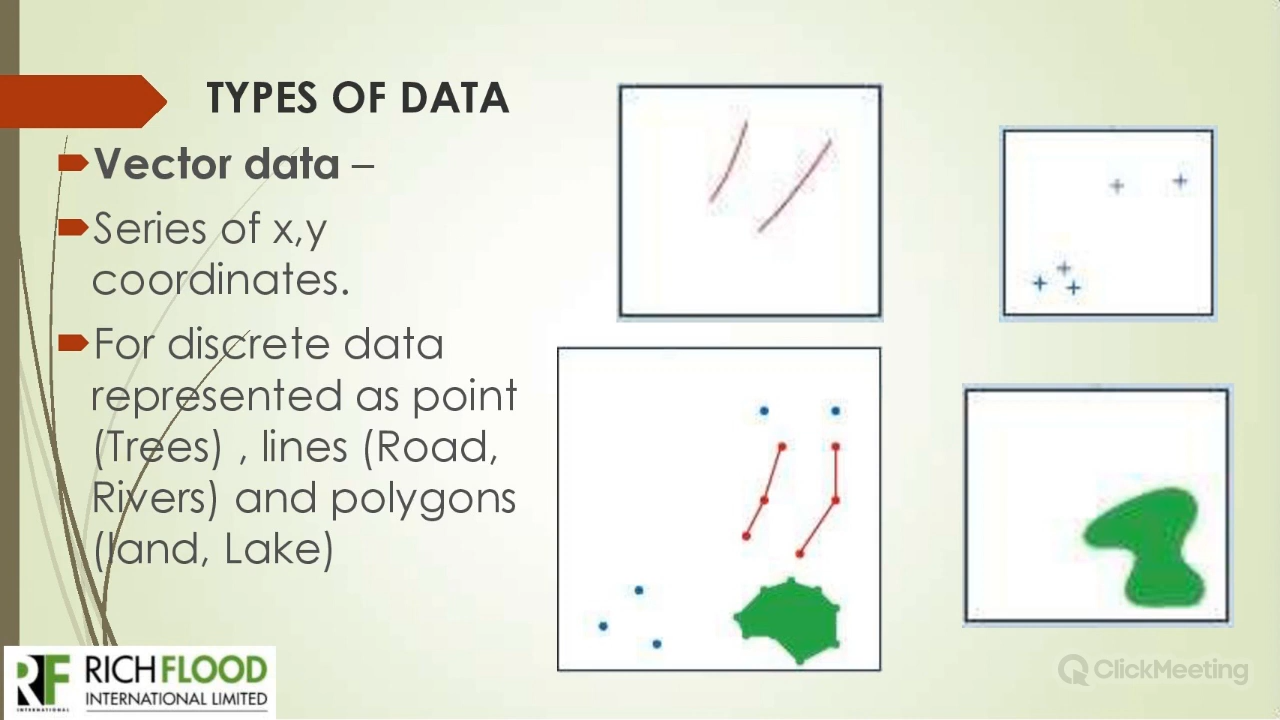 TYPES OF DATA
Vector data –
Series of x,y
coordinates.
For discrete data
represented as point
(Trees) , lines (Road,
Rivers) and polygons
(land, Lake)
RF
INTERNATIONAL
RICHFLOOD
INTERNATIONAL LIMITED
ClickMeeting